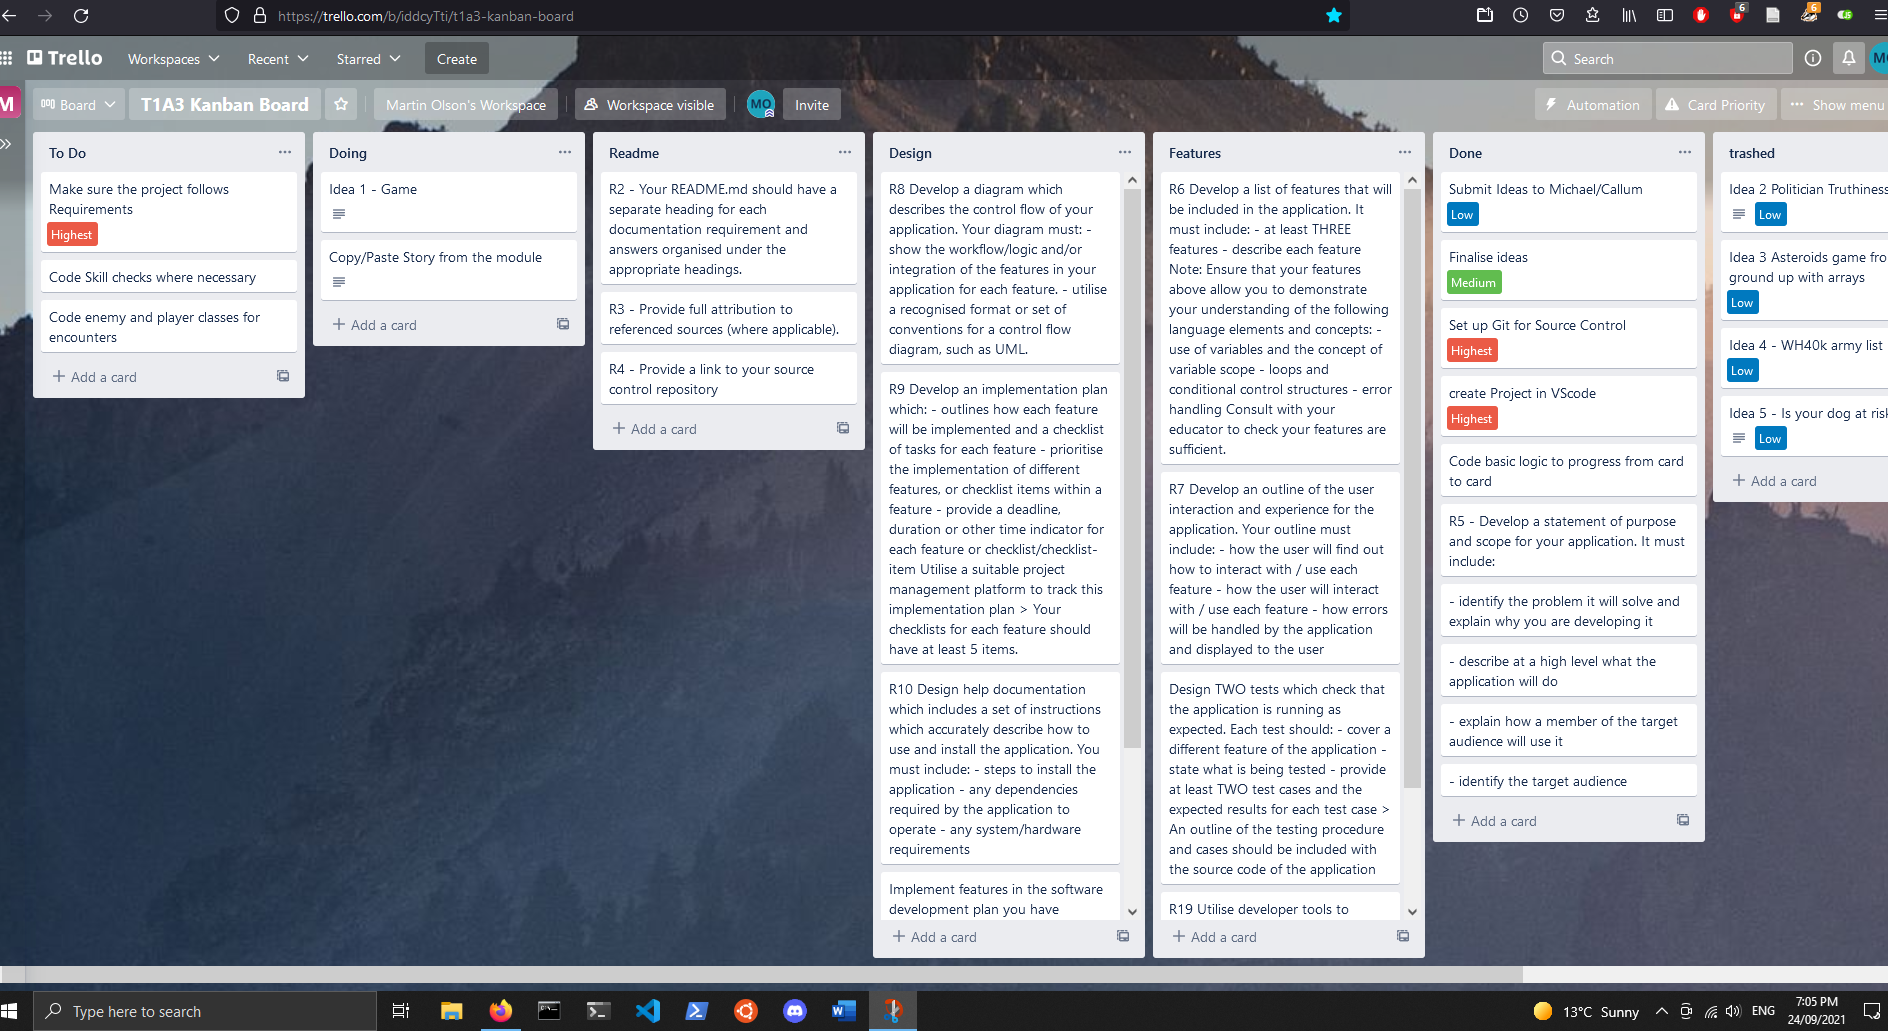 https://trello.com/b/iddcyTti/t1a3-kanban-board
6
6
Trello
Workspaces
Recent
Starred
Create
Search
MO
M
Board
T1A3 Kanban Board
Martin Olson's Workspace
Workspace visible
MO
Invite
Automation
Card Priority
Show menu
To Do
Make sure the project follows
Requirements
Highest
Code Skill checks where necessary
Code enemy and player classes for
encounters
Add a card
Doing
Idea 1 - Game
Copy/Paste Story from the module
Add a card
Readme
R2 - Your README.md should have a
separate heading for each
documentation requirement and
answers organised under the
appropriate headings.
R3 - Provide full attribution to
referenced sources (where applicable).
R4 - Provide a link to your source
control repository
Add a card
Design
R8 Develop a diagram which
describes the control flow of your
application. Your diagram must: -
show the workflow/logic and/or
integration of the features in your
application for each feature. - utilise
a recognised format or set of
conventions for a control flow
diagram, such as UML.
R9 Develop an implementation plan
which: - outlines how each feature
will be implemented and a checklist
of tasks for each feature - prioritise
the implementation of different
features, or checklist items within a
feature - provide a deadline,
duration or other time indicator for
each feature or checklist/checklist-
item Utilise a suitable project
management platform to track this
implementation plan > Your
checklists for each feature should
have at least 5 items.
R10 Design help documentation
which includes a set of instructions
which accurately describe how to
use and install the application. You
must include: - steps to install the
application - any dependencies
required by the application to
operate - any system/hardware
requirements
Implement features in the software
development plan you have
Add a card
Features
R6 Develop a list of features that will
be included in the application. It
must include: - at least THREE
features - describe each feature
Note: Ensure that your features
above allow you to demonstrate
your understanding of the following
language elements and concepts: -
use of variables and the concept of
variable scope - loops and
conditional control structures - error
handling Consult with your
educator to check your features are
sufficient.
R7 Develop an outline of the user
interaction and experience for the
application. Your outline must
include: - how the user will find out
how to interact with / use each
feature - how the user will interact
with / use each feature - how errors
will be handled by the application
and displayed to the user
Design TWO tests which check that
the application is running as
expected. Each test should: - cover a
different feature of the application -
state what is being tested - provide
at least TWO test cases and the
expected results for each test case >
An outline of the testing procedure
and cases should be included with
the source code of the application
R19 Utilise developer tools to
Add a card
Done
Submit Ideas to Michael/Callum
Low
Finalise ideas
Medium
Set up Git for Source Control
Highest
create Project in VScode
Highest
Code basic logic to progress from card
to card
R5 - Develop a statement of purpose
and scope for your application. It must
include:
- identify the problem it will solve and
explain why you are developing it
- describe at a high level what the
application will do
- explain how a member of the target
audience will use it
- identify the target audience
Add a card
trashed
Idea 2 Politician Truthiness
Low
Idea 3 Asteroids game fro
ground up with arrays
Low
Idea 4 - WH40k army list
Low
Idea 5 - Is your dog at risk
Low
Add a card
Type here to search
13°C Sunny
ENG
7:05 PM
24/09/2021